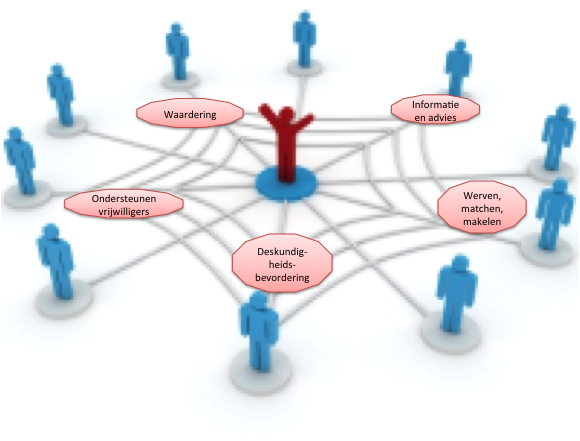 Waardering
Informatie
en advies
Ondersteunen
vrijwilligers
Werven,
matchen,
makelen
Deskundig-
heids-
bevordering